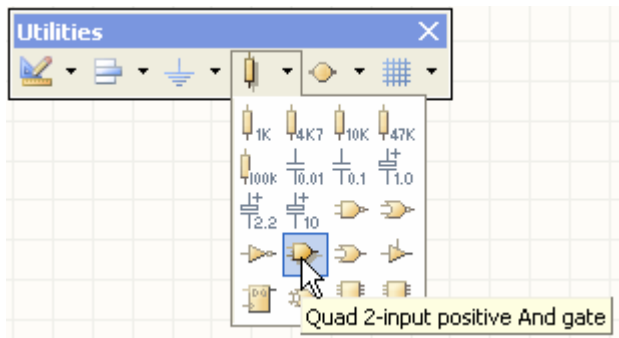 Utilities
1K 4K7 10K 47K
100K 0.01 0.1 1.0
2.2 10
Quad 2-input positive And gate